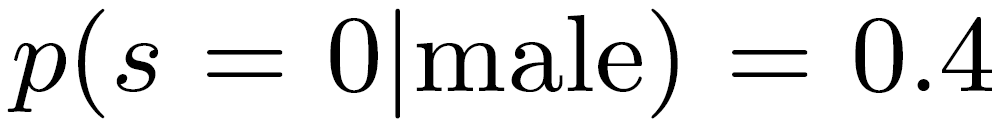 p(s = 0|male) = 0.4